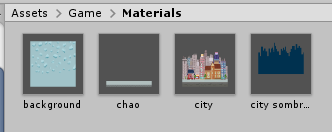 Assets > Game > Materials
background chao city city sombr...